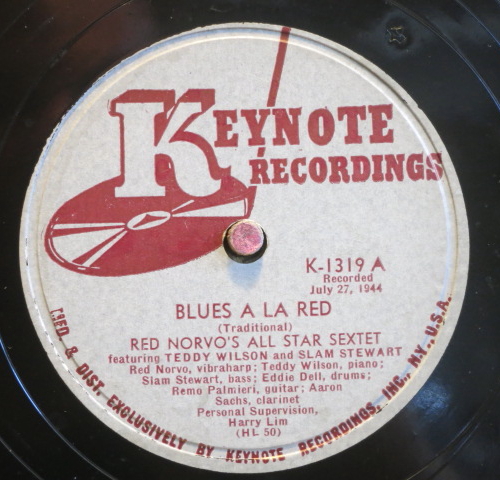 KEYNOTE
RECORDINGS
K-1319 A
Recorded
July 27, 1944
BLUES A LA RED
(Traditional)
RED NORVO'S ALL STAR SEXTET
featuring TEDDY WILSON and SLAM STEWART
Red Norvo, vibraharp; Teddy Wilson, piano;
Slam Stewart, bass; Eddie Dell, drums;
Remo Palmieri, guitar; Aaron
Sachs, clarinet
Personal Supervision,
Harry Lim
(HL 50)
& DIST. EXCLUSIVELY BY KEYNOTE RECORDINGS, INC., N.Y., U.S.A.